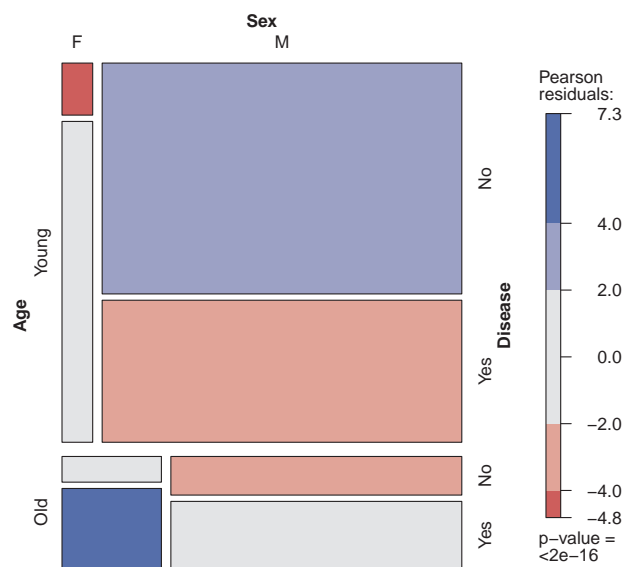 Sex
F M
Pearson
residuals:
7.3
4.0
2.0
0.0
−2.0
−4.0
−4.8
p−value =
<2e−16
Age
Young
Old
Disease
No
Yes
No
Yes